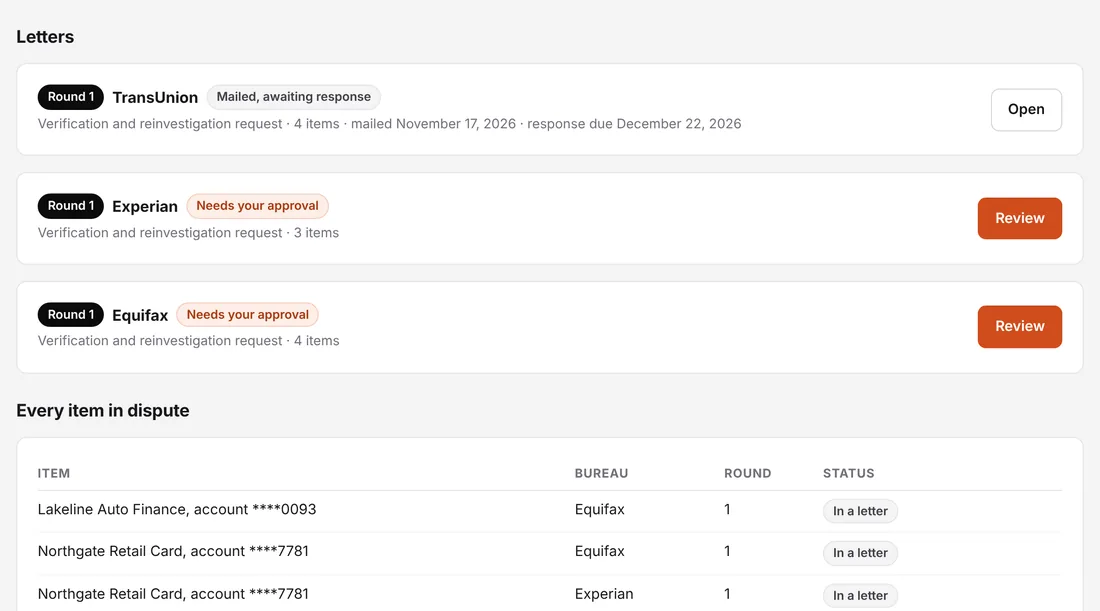 Letters
Round 1 TransUnion Mailed, awaiting response
Verification and reinvestigation request · 4 items · mailed November 17, 2026 · response due December 22, 2026
Open
Round 1 Experian Needs your approval
Verification and reinvestigation request · 3 items
Review
Round 1 Equifax Needs your approval
Verification and reinvestigation request · 4 items
Review
Every item in dispute
ITEM BUREAU ROUND STATUS
Lakeline Auto Finance, account ****0093 Equifax 1 In a letter
Northgate Retail Card, account ****7781 Equifax 1 In a letter
Northgate Retail Card, account ****7781 Experian 1 In a letter